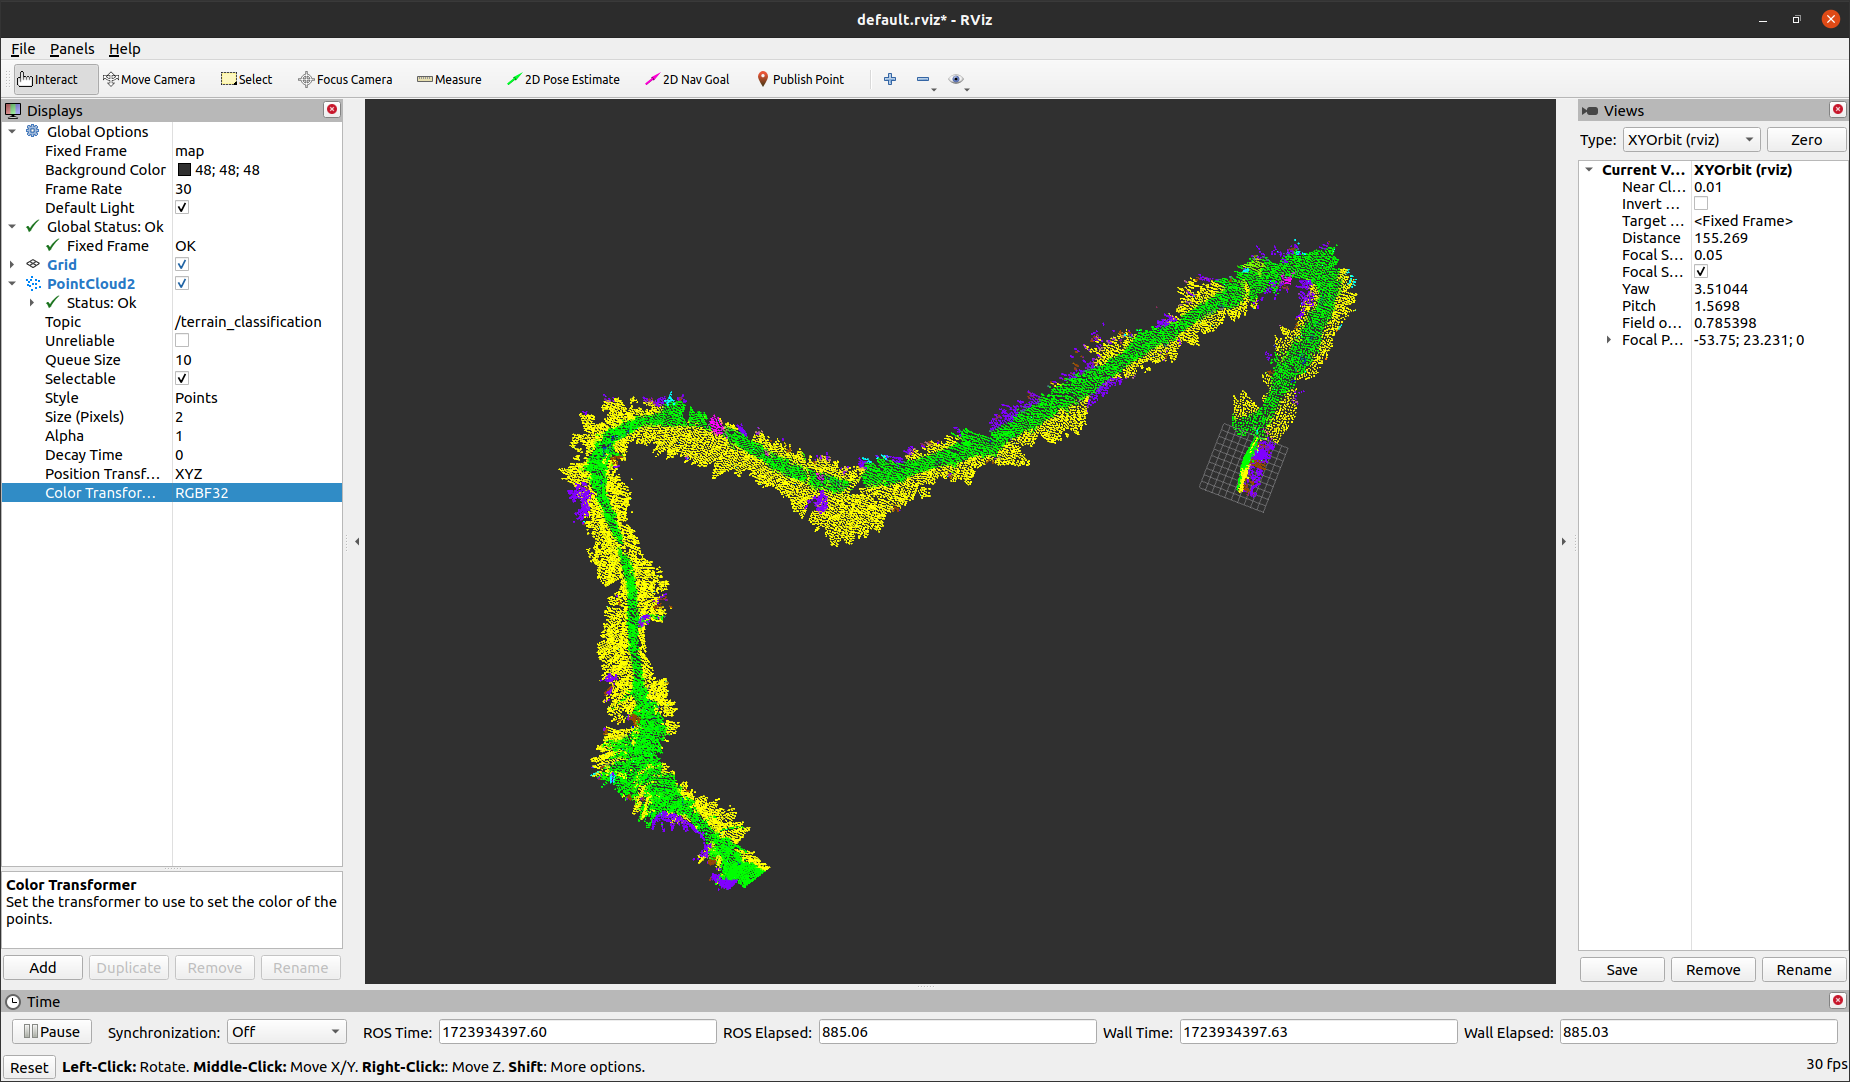 default.rviz* - RViz
File Panels Help
Interact Move Camera Select Focus Camera Measure 2D Pose Estimate 2D Nav Goal Publish Point
Displays
Global Options
Fixed Frame map
Background Color 48; 48; 48
Frame Rate 30
Default Light
Global Status: Ok
Fixed Frame OK
Grid
PointCloud2
Status: Ok
Topic /terrain_classification
Unreliable
Queue Size 10
Selectable
Style Points
Size (Pixels) 2
Alpha 1
Decay Time 0
Position Transf... XYZ
Color Transfor... RGBF32
Color Transformer
Set the transformer to use to set the color of the
points.
Add Duplicate Remove Rename
Views
Type: XYOrbit (rviz) Zero
Current V... XYOrbit (rviz)
Near Cl... 0.01
Invert ...
Target ... <Fixed Frame>
Distance 155.269
Focal S... 0.05
Focal S...
Yaw 3.51044
Pitch 1.5698
Field o... 0.785398
Focal P... -53.75; 23.231; 0
Save Remove Rename
Time
Pause Synchronization: Off ROS Time: 1723934397.60 ROS Elapsed: 885.06 Wall Time: 1723934397.63 Wall Elapsed: 885.03
Reset Left-Click: Rotate. Middle-Click: Move X/Y. Right-Click:: Move Z. Shift: More options. 30 fps